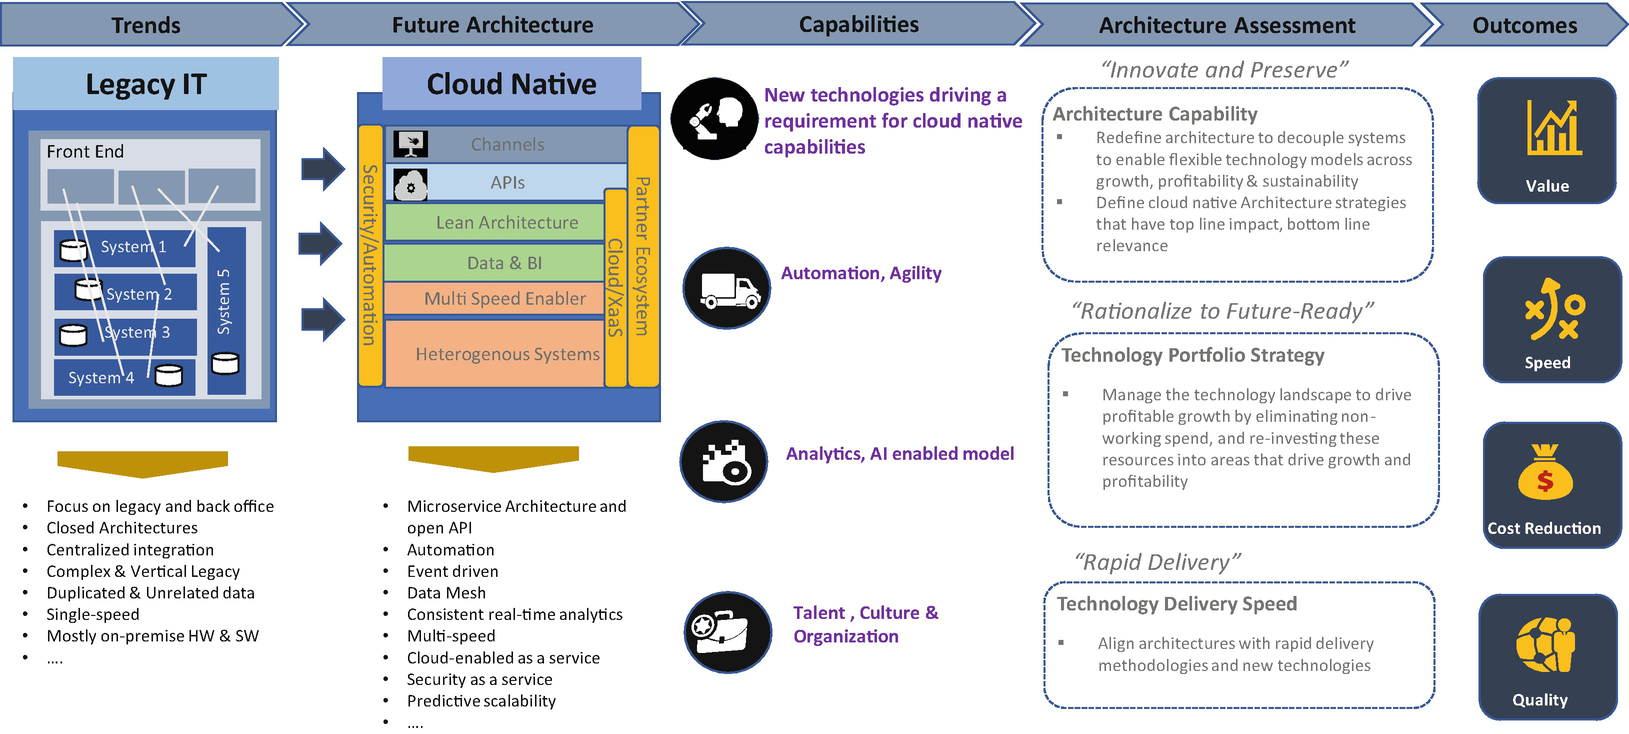 Trends
Future Architecture
Capabilities
Architecture Assessment
Outcomes
Legacy IT
Front End
System 1
System 2
System 3
System 4
System 5
Focus on legacy and back office
Closed Architectures
Centralized integration
Complex & Vertical Legacy
Duplicated & Unrelated data
Single-speed
Mostly on-premise HW & SW
....
Cloud Native
Security/Automation
Channels
APIs
Lean Architecture
Data & BI
Multi Speed Enabler
Heterogenous Systems
Cloud/XaaS
Partner Ecosystem
Microservice Architecture and
open API
Automation
Event driven
Data Mesh
Consistent real-time analytics
Multi-speed
Cloud-enabled as a service
Security as a service
Predictive scalability
....
New technologies driving a
requirement for cloud native
capabilities
Automation, Agility
Analytics, AI enabled model
Talent , Culture &
Organization
“Innovate and Preserve”
Architecture Capability
Redefine architecture to decouple systems
to enable flexible technology models across
growth, profitability & sustainability
Define cloud native Architecture strategies
that have top line impact, bottom line
relevance
“Rationalize to Future-Ready”
Technology Portfolio Strategy
Manage the technology landscape to drive
profitable growth by eliminating non-
working spend, and re-investing these
resources into areas that drive growth and
profitability
“Rapid Delivery”
Technology Delivery Speed
Align architectures with rapid delivery
methodologies and new technologies
Value
Speed
$
Cost Reduction
Quality